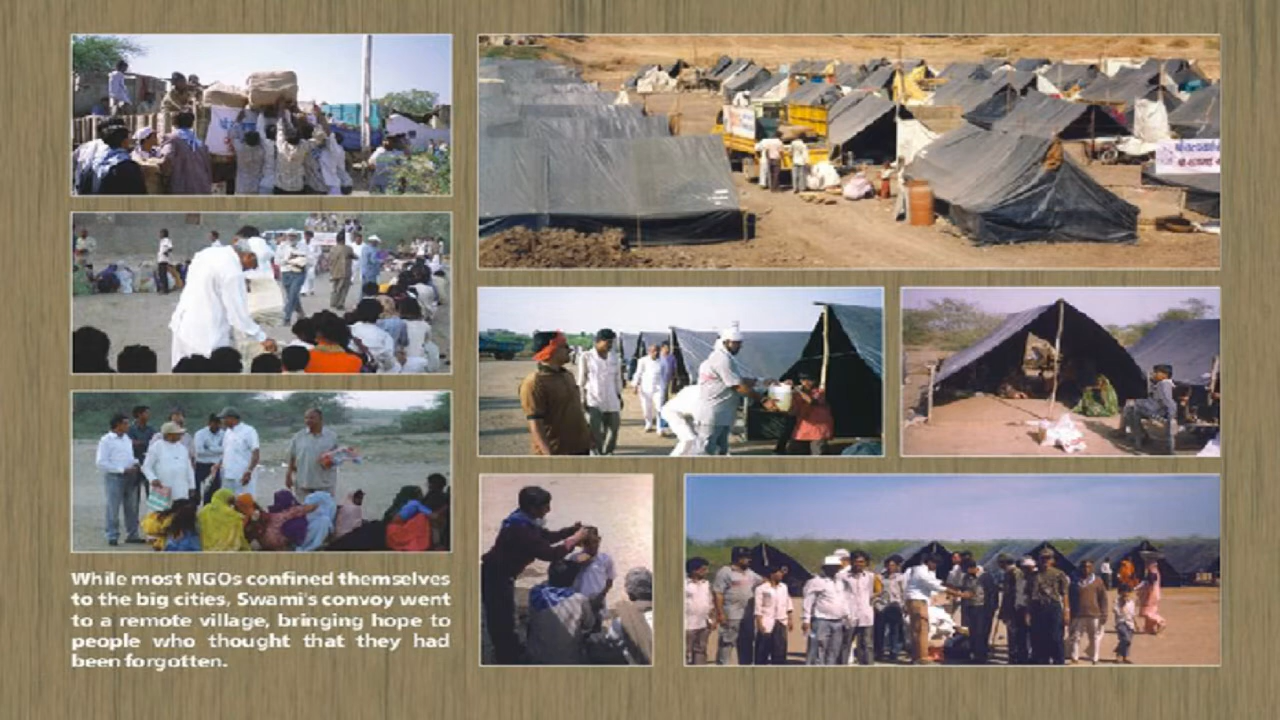 While most NGOs confined themselves
to the big cities, Swami's convoy went
to a remote village, bringing hope to
people who thought that they had
been forgotten.